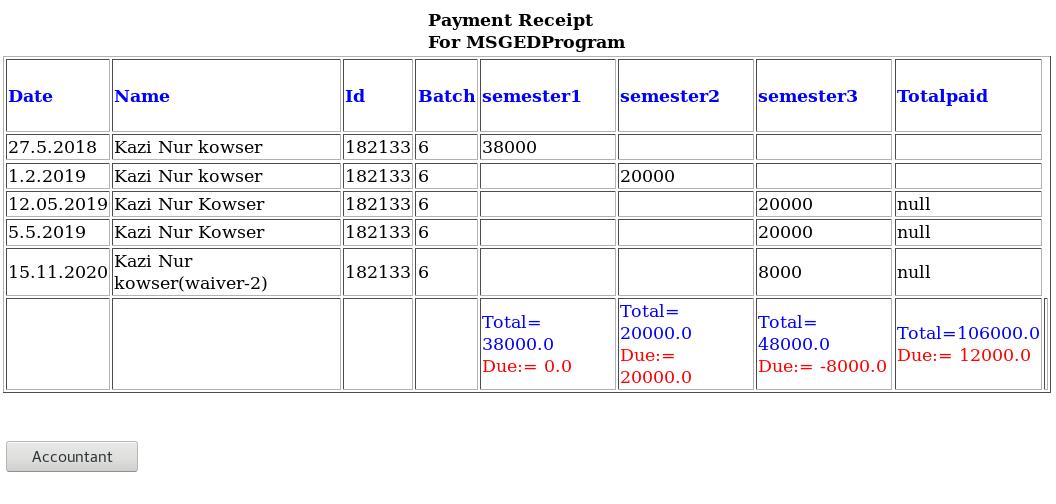 Payment Receipt
For MSGEDProgram
Date Name Id Batch semester1 semester2 semester3 Totalpaid
27.5.2018 Kazi Nur kowser 182133 6 38000
1.2.2019 Kazi Nur kowser 182133 6 20000
12.05.2019 Kazi Nur Kowser 182133 6 20000 null
5.5.2019 Kazi Nur Kowser 182133 6 20000 null
15.11.2020 Kazi Nur
kowser(waiver-2) 182133 6 8000 null
Total=
38000.0
Due:= 0.0
Total=
20000.0
Due:=
20000.0
Total=
48000.0
Due:= -8000.0
Total=106000.0
Due:= 12000.0
Accountant